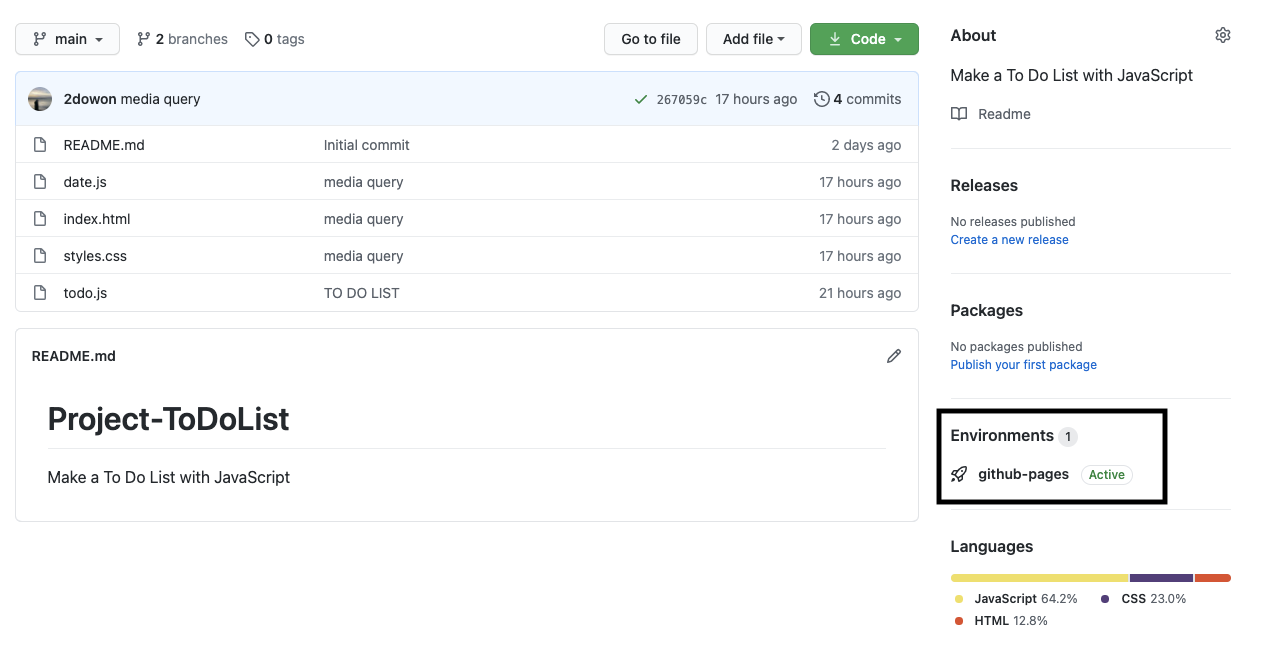 main 2 branches 0 tags Go to file Add file Code
2dowon media query 267059c 17 hours ago 4 commits
README.md Initial commit 2 days ago
date.js media query 17 hours ago
index.html media query 17 hours ago
styles.css media query 17 hours ago
todo.js TO DO LIST 21 hours ago
README.md
Project-ToDoList
Make a To Do List with JavaScript
About
Make a To Do List with JavaScript
Readme
Releases
No releases published
Create a new release
Packages
No packages published
Publish your first package
Environments 1
github-pages Active
Languages
JavaScript 64.2% CSS 23.0%
HTML 12.8%